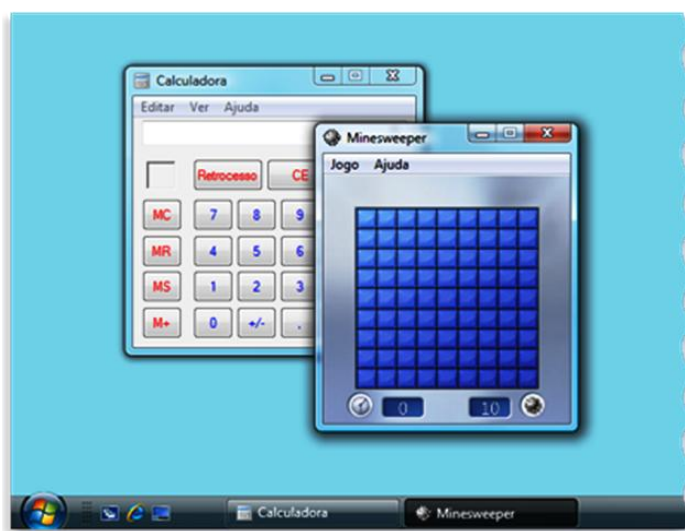 Calculadora
Editar Ver Ajuda
Retrocesso CE
MC 7 8 9
MR 4 5 6
MS 1 2 3
M+ 0 +/- .
Minesweeper
Jogo Ajuda
0 10
Calculadora Minesweeper